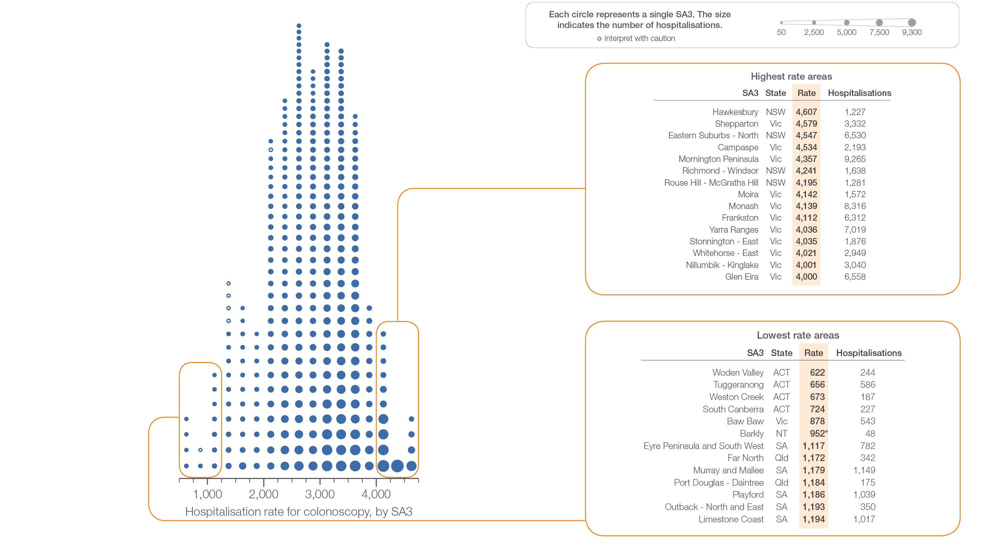 Each circle represents a single SA3. The size
indicates the number of hospitalisations.
interpret with caution
50 2,500 5,000 7,500 9,300
Highest rate areas
SA3 State Rate Hospitalisations
Hawkesbury NSW 4,607 1,227
Shepparton Vic 4,579 3,332
Eastern Suburbs - North NSW 4,547 6,530
Campaspe Vic 4,534 2,193
Mornington Peninsula Vic 4,357 9,265
Richmond - Windsor NSW 4,241 1,638
Rouse Hill - McGraths Hill NSW 4,195 1,281
Moira Vic 4,142 1,572
Monash Vic 4,139 8,316
Frankston Vic 4,112 6,312
Yarra Ranges Vic 4,036 7,019
Stonnington - East Vic 4,035 1,876
Whitehorse - East Vic 4,021 2,949
Nillumbik - Kinglake Vic 4,001 3,040
Glen Eira Vic 4,000 6,558
Lowest rate areas
SA3 State Rate Hospitalisations
Woden Valley ACT 622 244
Tuggeranong ACT 656 586
Weston Creek ACT 673 187
South Canberra ACT 724 227
Baw Baw Vic 878 543
Barkly NT 952* 48
Eyre Peninsula and South West SA 1,117 782
Far North Qld 1,172 342
Murray and Mallee SA 1,179 1,149
Port Douglas - Daintree Qld 1,184 175
Playford SA 1,186 1,039
Outback - North and East SA 1,193 350
Limestone Coast SA 1,194 1,017
1,000 2,000 3,000 4,000
Hospitalisation rate for colonoscopy, by SA3